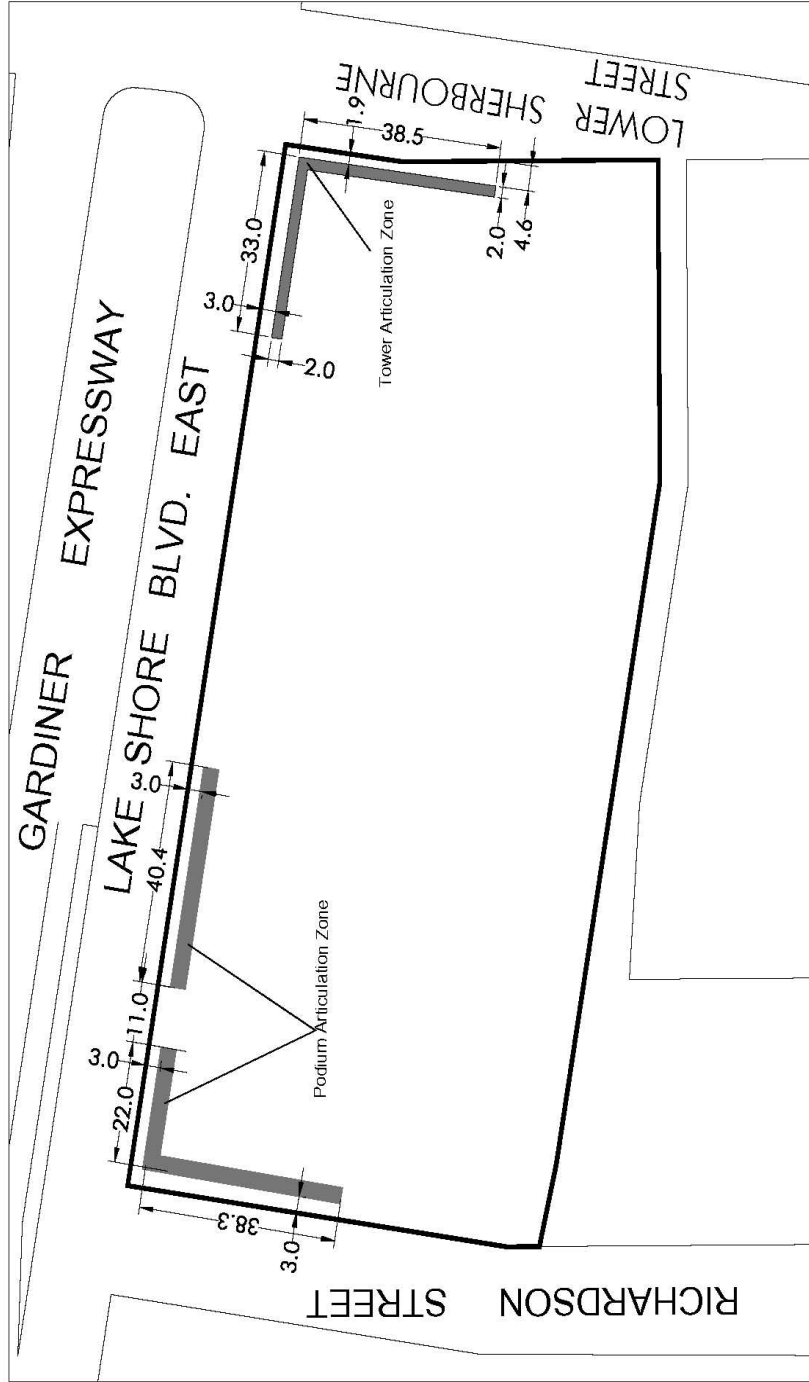 GARDINER EXPRESSWAY
LAKE SHORE BLVD. EAST
LOWER SHERBOURNE
STREET
RICHARDSON STREET
Tower Articulation Zone
Podium Articulation Zone
33.0
3.0
2.0
1.9
38.5
2.0
4.6
3.0
40.4
11.0
3.0
22.0
38.3
3.0